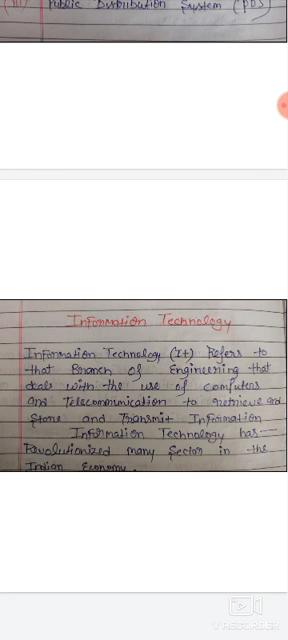 (iii) Public Distribution System (PDS)
Information Technology
Information Technology (It) Refers to
that Branch of Engineering that
deals with the use of computers
and Telecommunication to retrieve and
Store and Transmit Information
Information Technology has
Revolutionized many Sector in the
Indian Economy.
V RECORDER